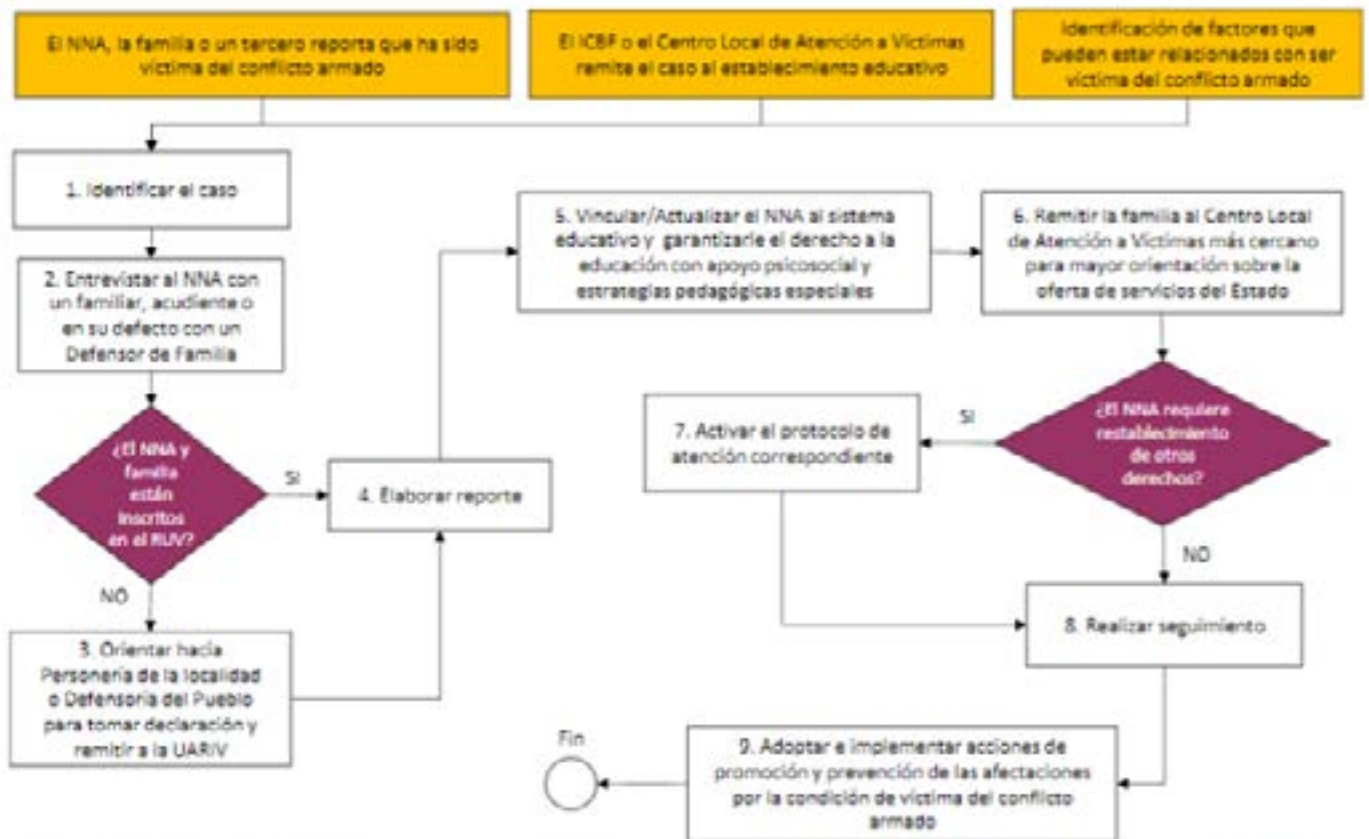 El NNA, la familia o un tercero reporta que ha sido
víctima del conflicto armado
El ICBF o el Centro Local de Atención a Víctimas
remite el caso al establecimiento educativo
Identificación de factores que
pueden estar relacionados con ser
víctima del conflicto armado
1. Identificar el caso
2. Entrevistar al NNA con
un familiar, acudiente o
en su defecto con un
Defensor de Familia
¿El NNA y
familia
están
inscritos
en el RUV?
SI
NO
3. Orientar hacia
Personería de la localidad
o Defensoría del Pueblo
para tomar declaración y
remitir a la UARIV
4. Elaborar reporte
5. Vincular/Actualizar el NNA al sistema
educativo y garantizarle el derecho a la
educación con apoyo psicosocial y
estrategias pedagógicas especiales
6. Remitir la familia al Centro Local
de Atención a Víctimas más cercano
para mayor orientación sobre la
oferta de servicios del Estado
¿El NNA requiere
restablecimiento
de otros
derechos?
SI
NO
7. Activar el protocolo de
atención correspondiente
8. Realizar seguimiento
9. Adoptar e implementar acciones de
promoción y prevención de las afectaciones
por la condición de víctima del conflicto
armado
Fin